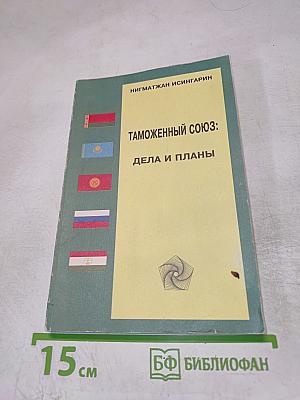 НИГМАТЖАН ИСИНГАРИН
ТАМОЖЕННЫЙ СОЮЗ:
ДЕЛА И ПЛАНЫ
15 см
БФ БИБЛИОФАН